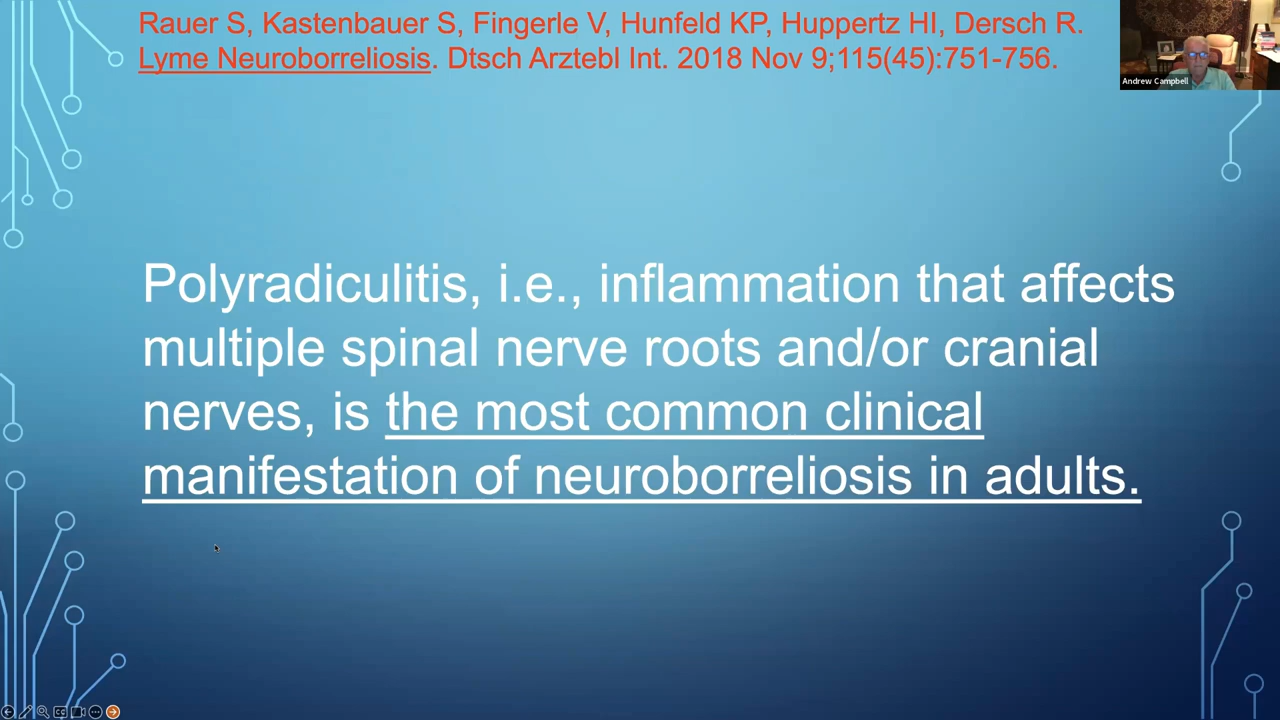 Rauer S, Kastenbauer S, Fingerle V, Hunfeld KP, Huppertz HI, Dersch R.
Lyme Neuroborreliosis. Dtsch Arztebl Int. 2018 Nov 9;115(45):751-756.
Andrew Campbell
Polyradiculitis, i.e., inflammation that affects
multiple spinal nerve roots and/or cranial
nerves, is the most common clinical
manifestation of neuroborreliosis in adults.
CC